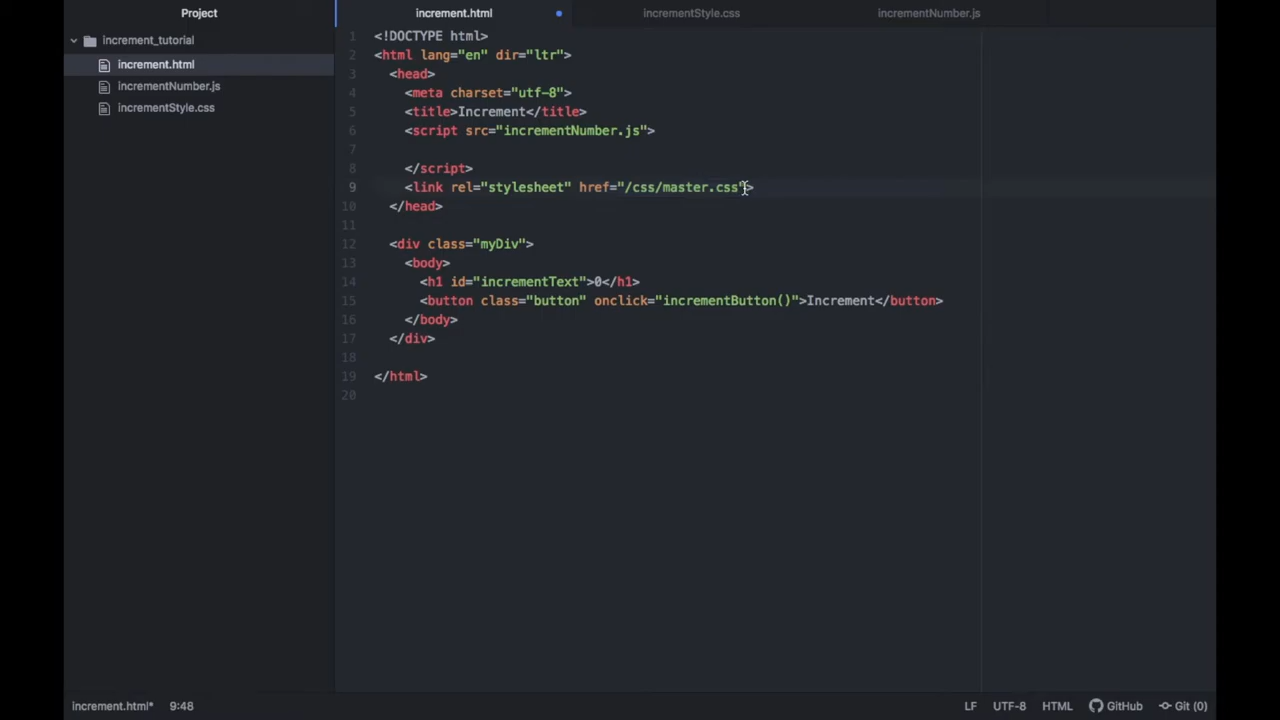 Project
increment.html
incrementStyle.css
incrementNumber.js
increment_tutorial
increment.html
incrementNumber.js
incrementStyle.css
1 <!DOCTYPE html>
2 <html lang="en" dir="ltr">
3 <head>
4 <meta charset="utf-8">
5 <title>Increment</title>
6 <script src="incrementNumber.js">
7
8 </script>
9 <link rel="stylesheet" href="/css/master.css">
10 </head>
11
12 <div class="myDiv">
13 <body>
14 <h1 id="incrementText">0</h1>
15 <button class="button" onclick="incrementButton()">Increment</button>
16 </body>
17 </div>
18
19 </html>
20
increment.html* 9:48 LF UTF-8 HTML GitHub Git (0)